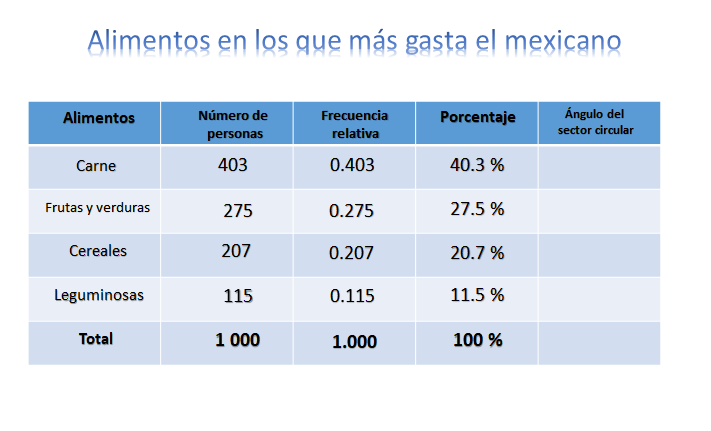 Alimentos en los que más gasta el mexicano
Alimentos Número de personas Frecuencia relativa Porcentaje Ángulo del sector circular
Carne 403 0.403 40.3 %
Frutas y verduras 275 0.275 27.5 %
Cereales 207 0.207 20.7 %
Leguminosas 115 0.115 11.5 %
Total 1 000 1.000 100 %